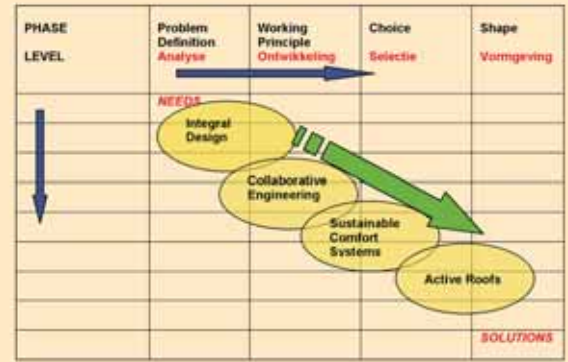 PHASE
LEVEL
Problem
Definition
Analyse
Working
Principle
Ontwikkeling
Choice
Selectie
Shape
Vormgeving
NEEDS
Integral
Design
Collaborative
Engineering
Sustainable
Comfort
Systems
Active Roofs
SOLUTIONS